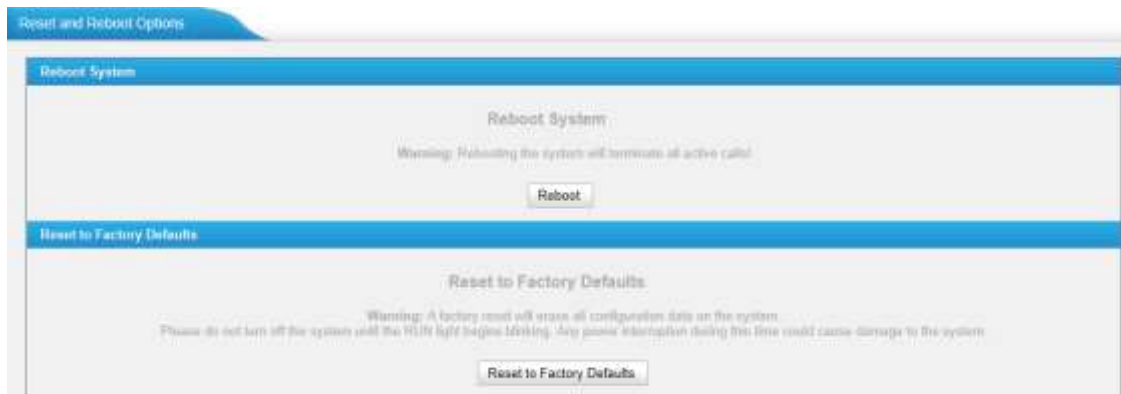 Reset and Reboot Options
Reboot System
Reboot System
Warning: Rebooting the system will terminate all active calls!
Reboot
Reset to Factory Defaults
Reset to Factory Defaults
Warning: A factory reset will erase all configuration data on the system.
Please do not turn off the system until the RUN light begins blinking. Any power interruption during this time could cause damage to the system.
Reset to Factory Defaults